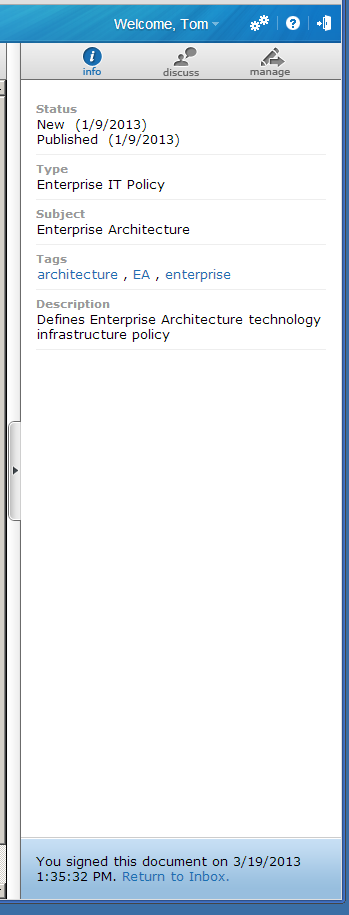 Welcome, Tom
info
discuss
manage
Status
New (1/9/2013)
Published (1/9/2013)
Type
Enterprise IT Policy
Subject
Enterprise Architecture
Tags
architecture , EA , enterprise
Description
Defines Enterprise Architecture technology
infrastructure policy
You signed this document on 3/19/2013
1:35:32 PM. Return to Inbox.